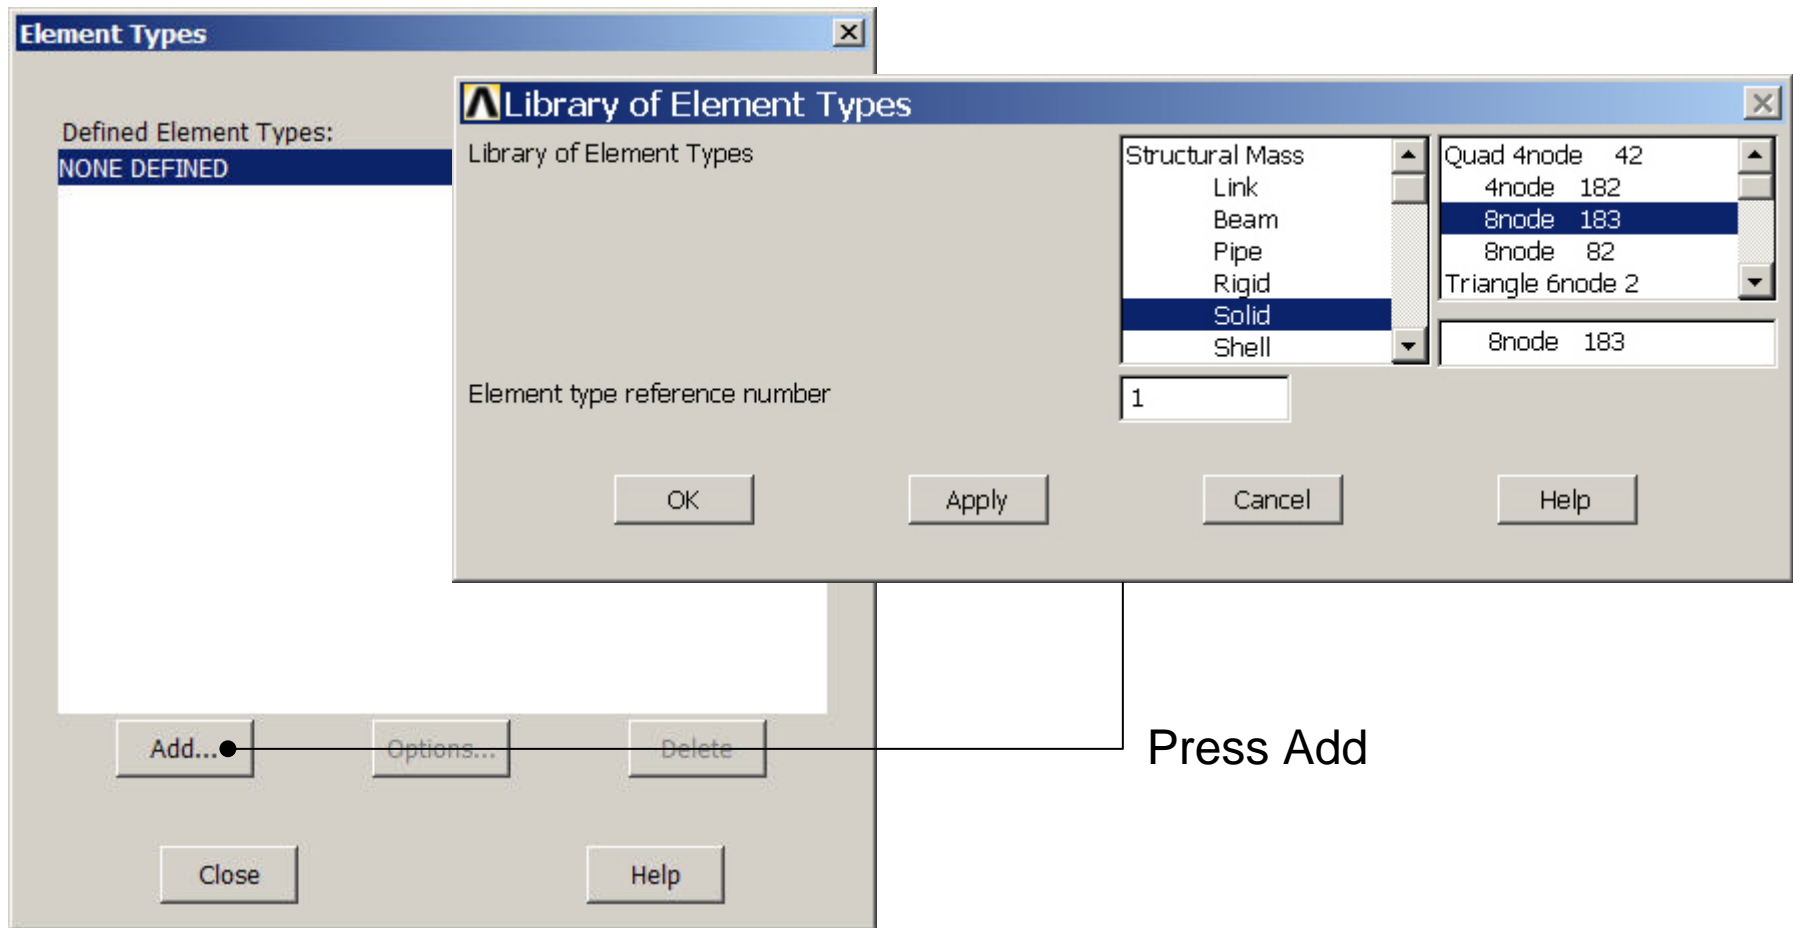 Element Types
Defined Element Types:
NONE DEFINED
Library of Element Types
Library of Element Types
Structural Mass
Link
Beam
Pipe
Rigid
Solid
Shell
Quad 4node 42
4node 182
8node 183
8node 82
Triangle 6node 2
8node 183
Element type reference number
1
OK
Apply
Cancel
Help
Add...
Options...
Delete
Press Add
Close
Help